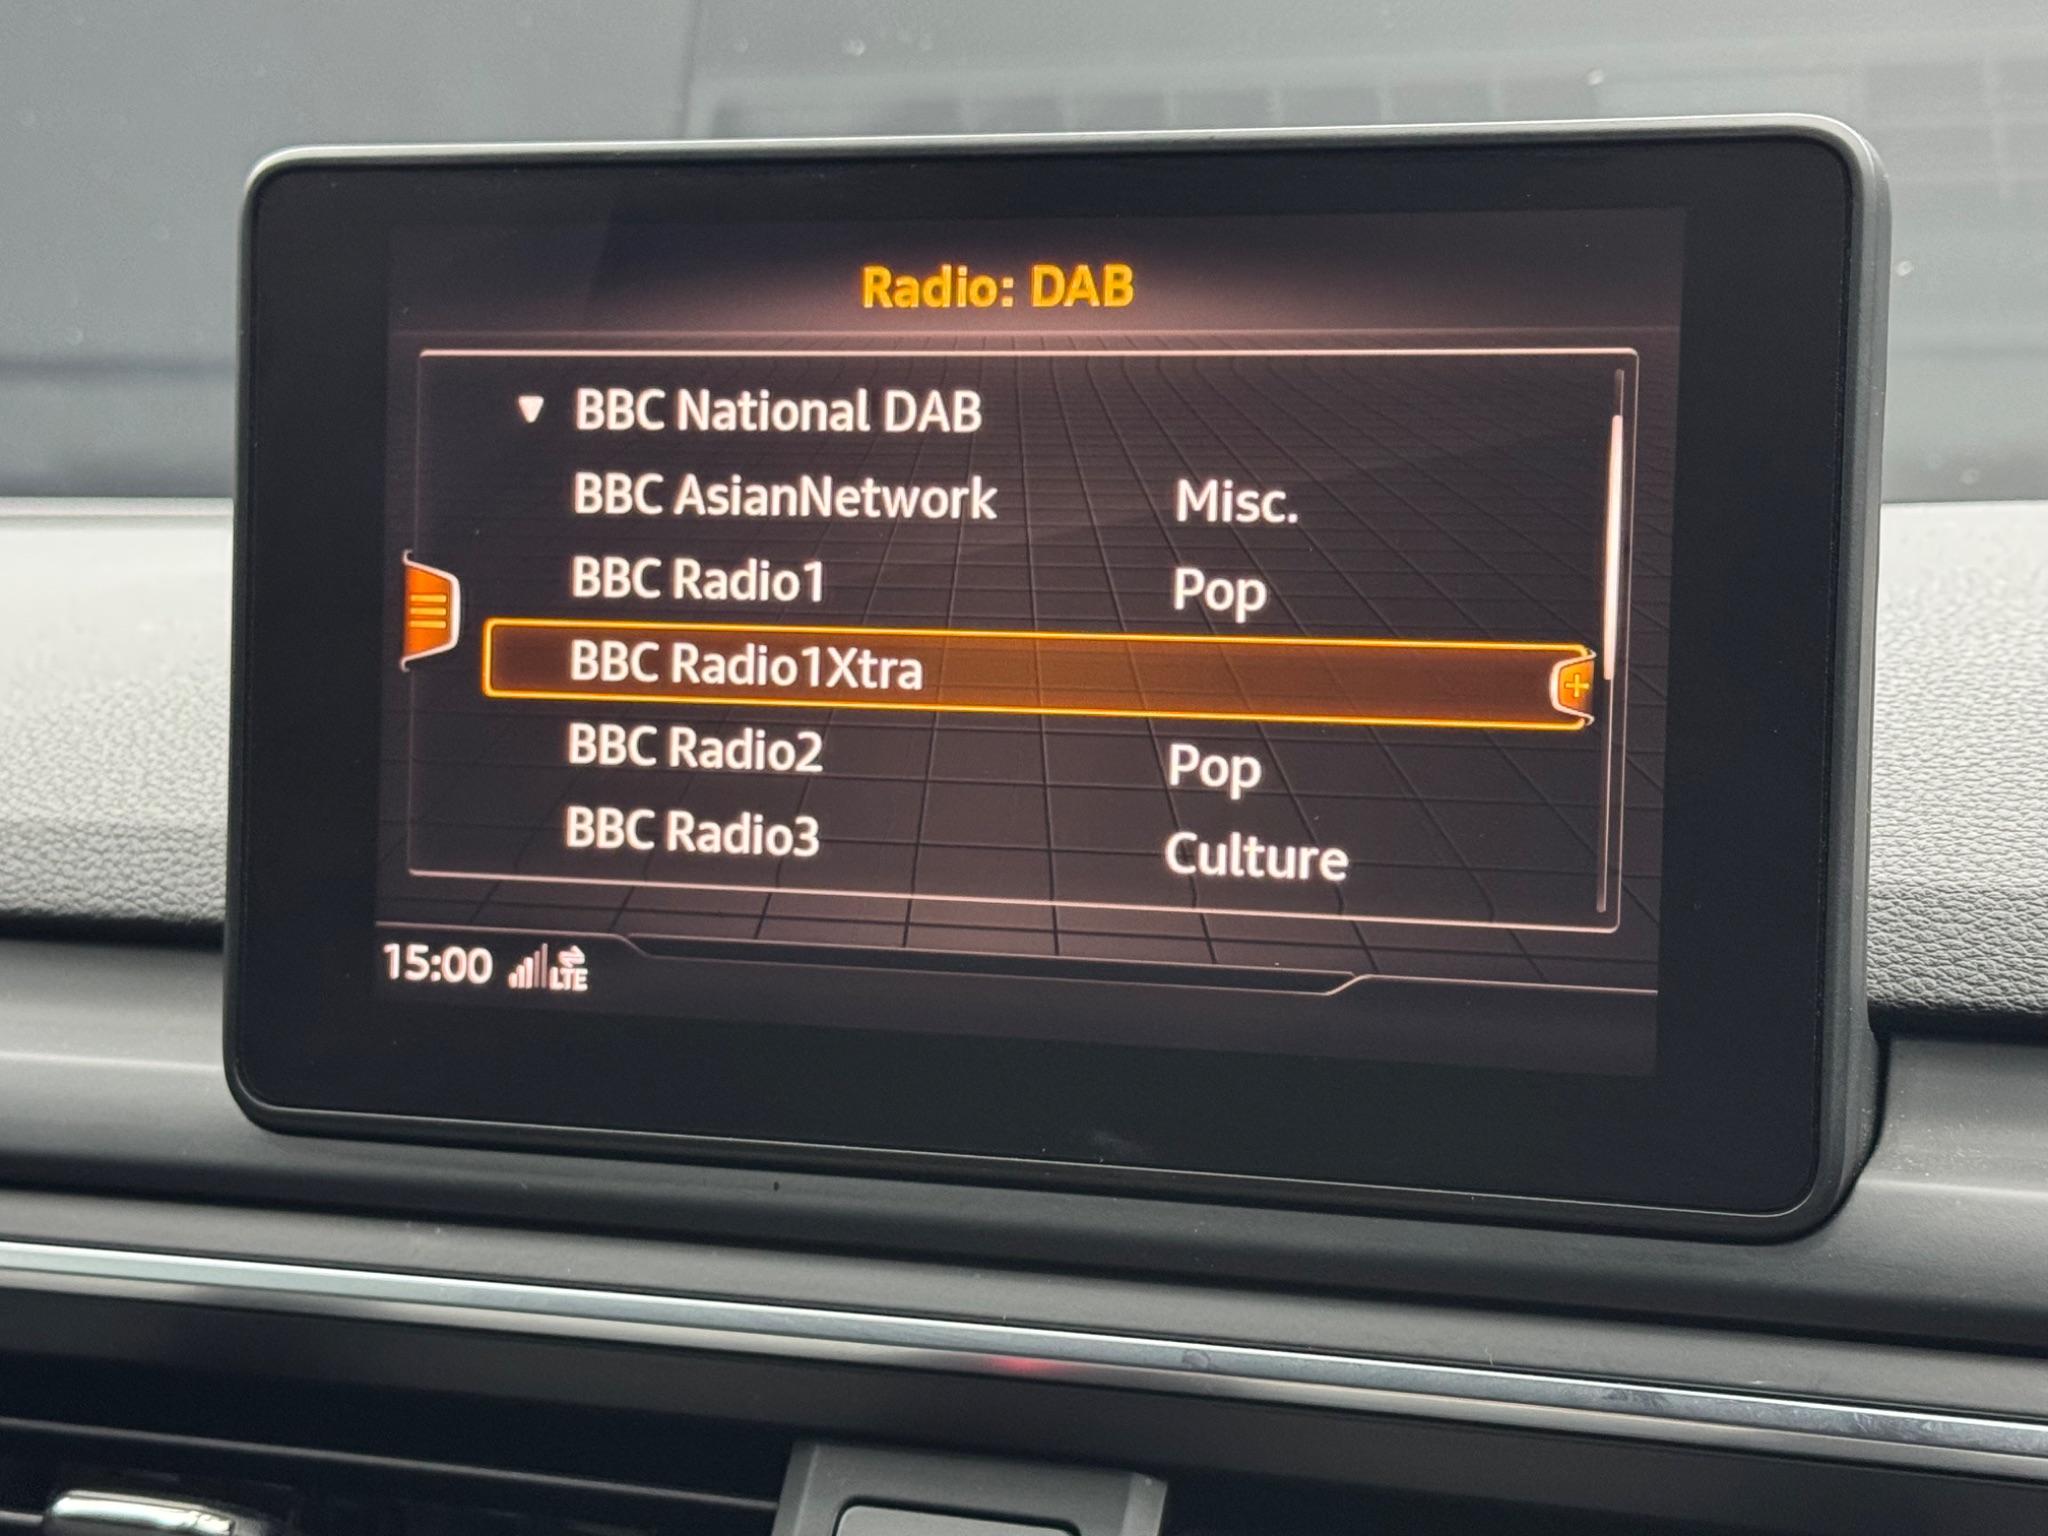 Radio: DAB
BBC National DAB
BBC AsianNetwork Misc.
BBC Radio1 Pop
BBC Radio1Xtra
BBC Radio2 Pop
BBC Radio3 Culture
15:00 LTE